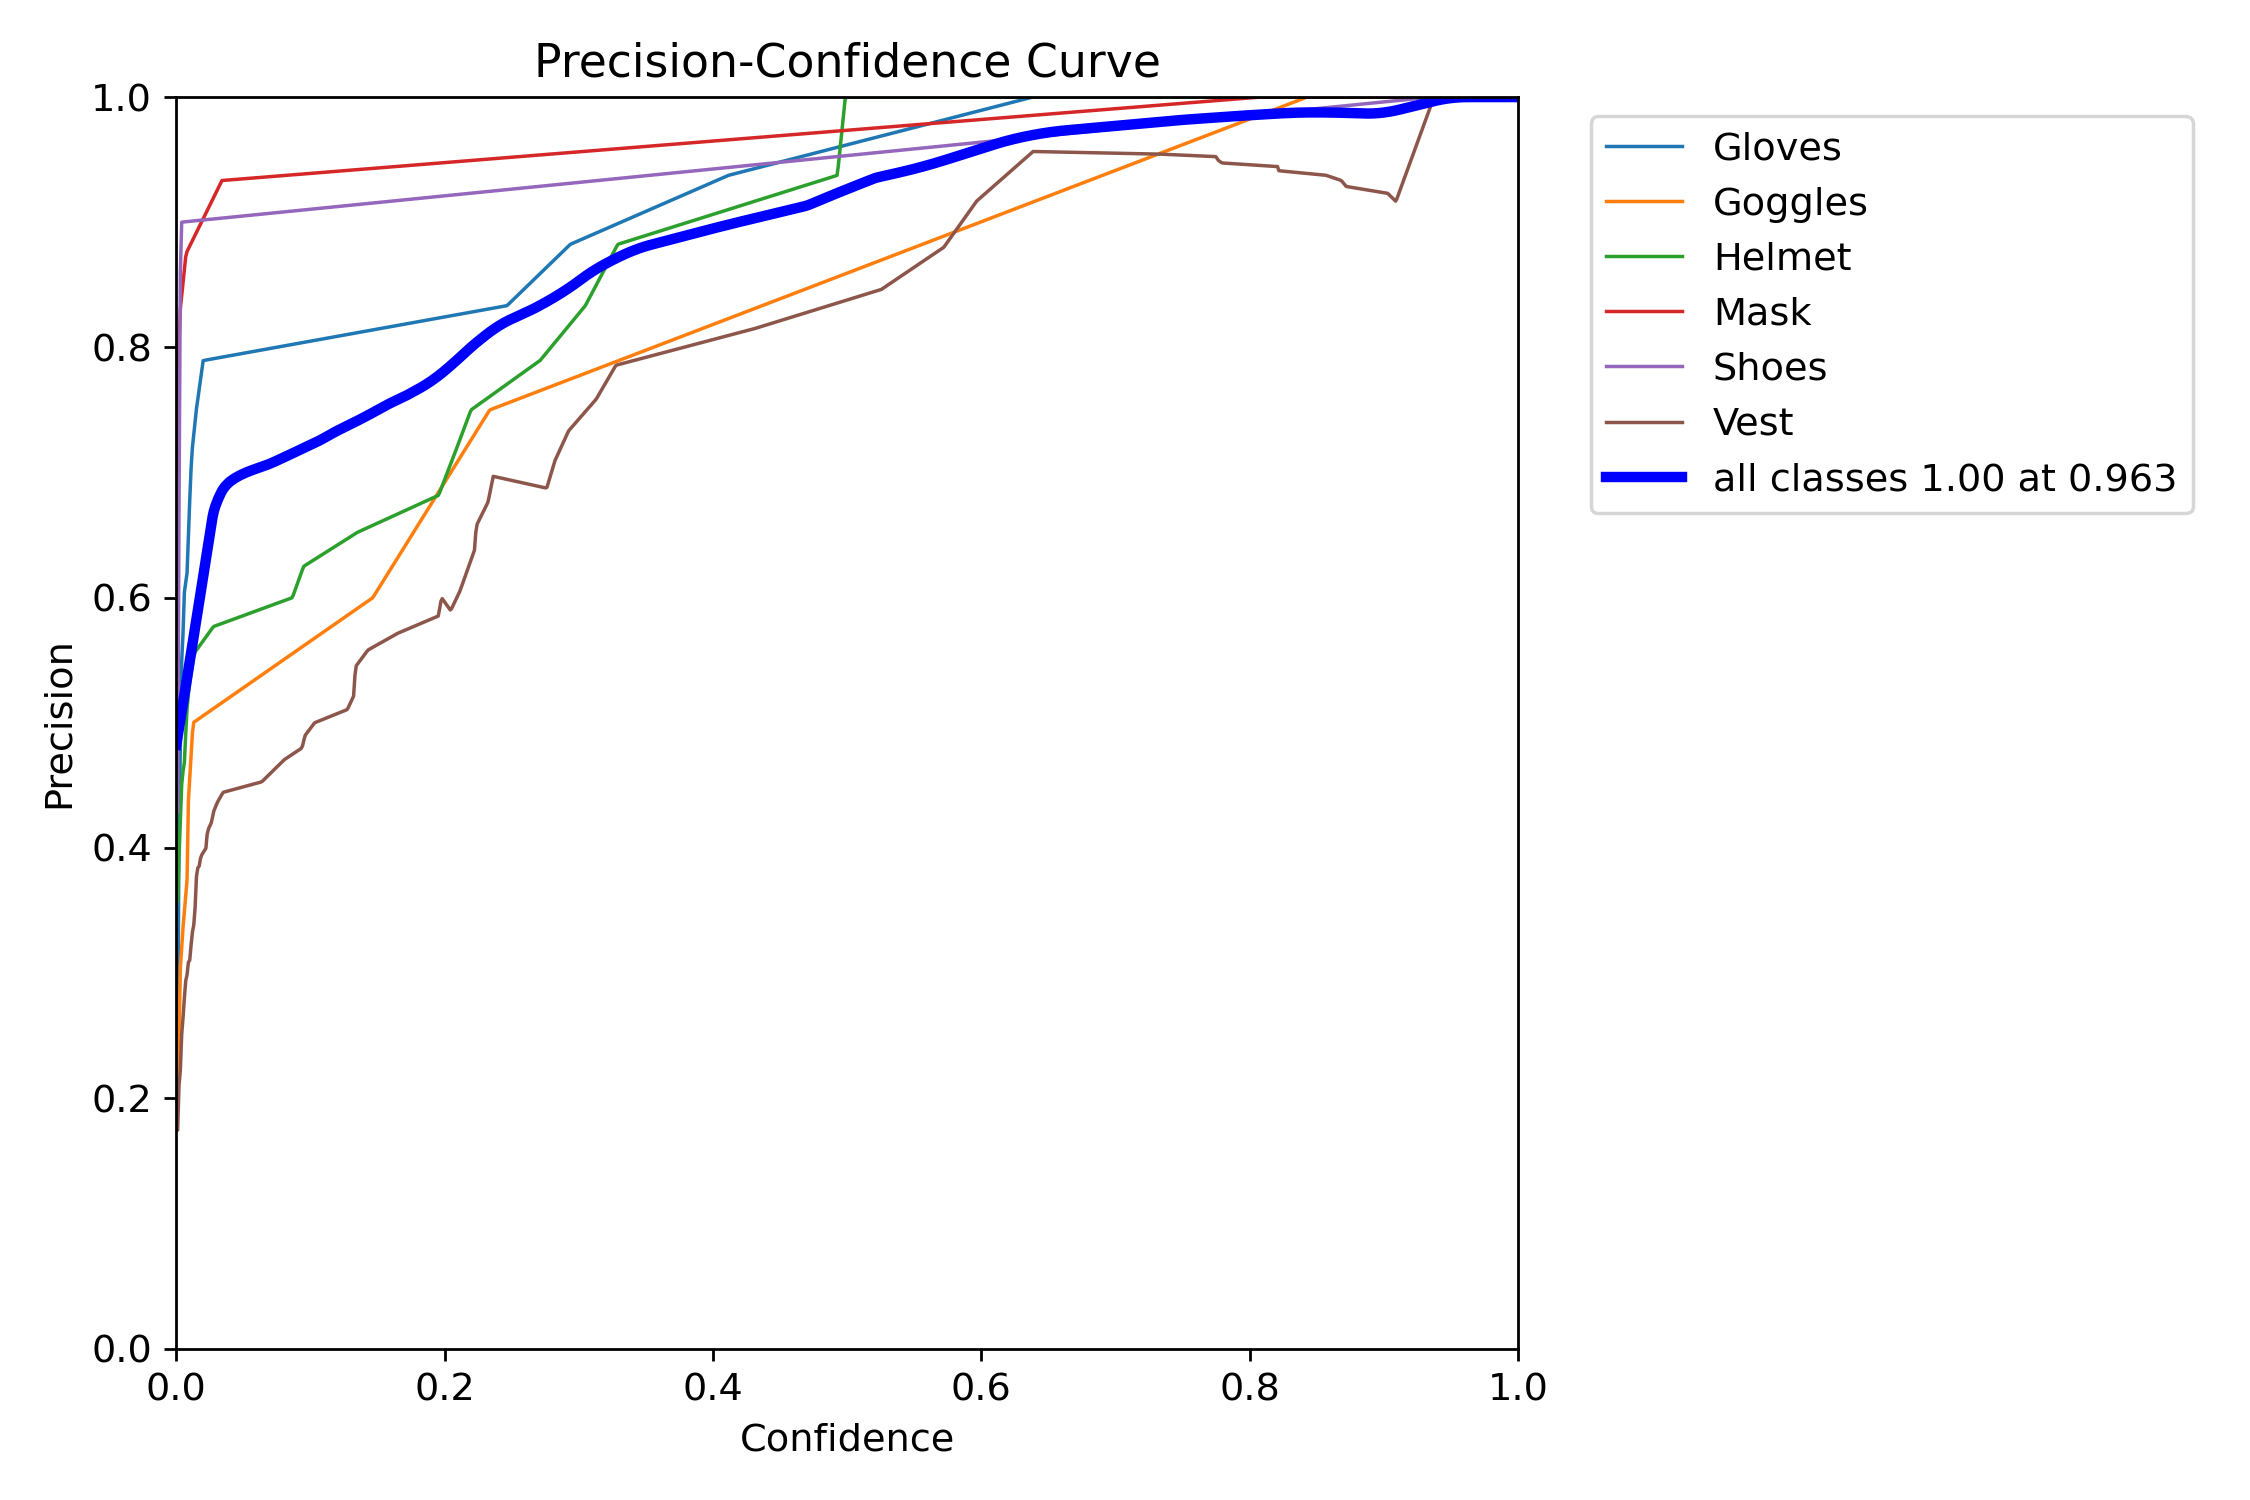 Precision-Confidence Curve
1.0
0.8
0.6
0.4
0.2
0.0
Precision
0.0 0.2 0.4 0.6 0.8 1.0
Confidence
Gloves
Goggles
Helmet
Mask
Shoes
Vest
all classes 1.00 at 0.963